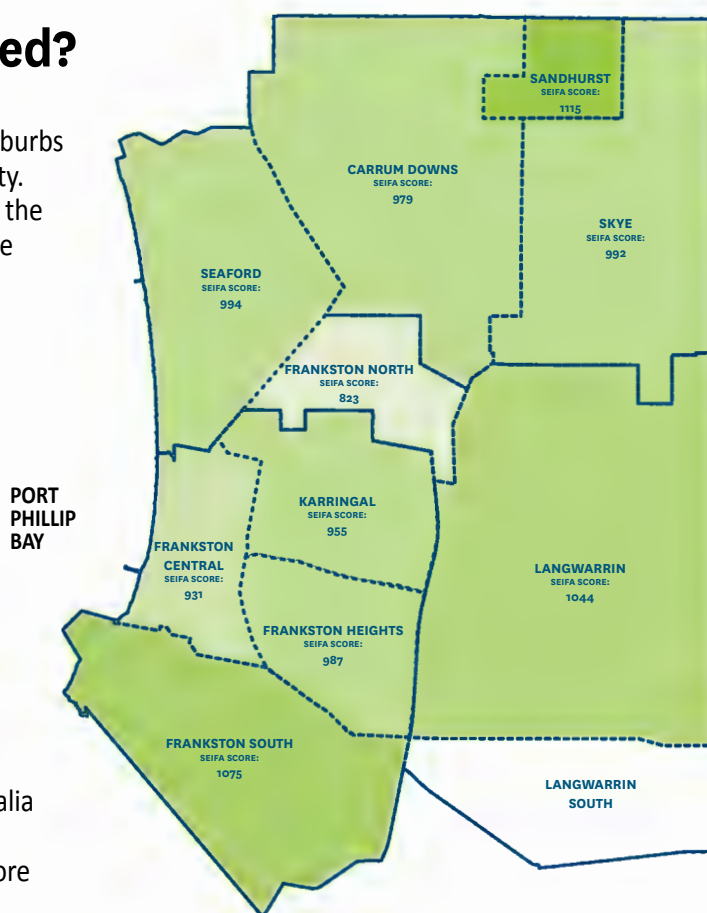 ed?
burbs
ty.
the
e
SANDHURST
SEIFA SCORE:
1115
CARRUM DOWNS
SEIFA SCORE:
979
SKYE
SEIFA SCORE:
992
SEAFORD
SEIFA SCORE:
994
FRANKSTON NORTH
SEIFA SCORE:
823
PORT
PHILLIP
BAY
KARRINGAL
SEIFA SCORE:
955
FRANKSTON
CENTRAL
SEIFA SCORE:
931
LANGWARRIN
SEIFA SCORE:
1044
FRANKSTON HEIGHTS
SEIFA SCORE:
987
FRANKSTON SOUTH
SEIFA SCORE:
1075
LANGWARRIN
SOUTH
alia
ore